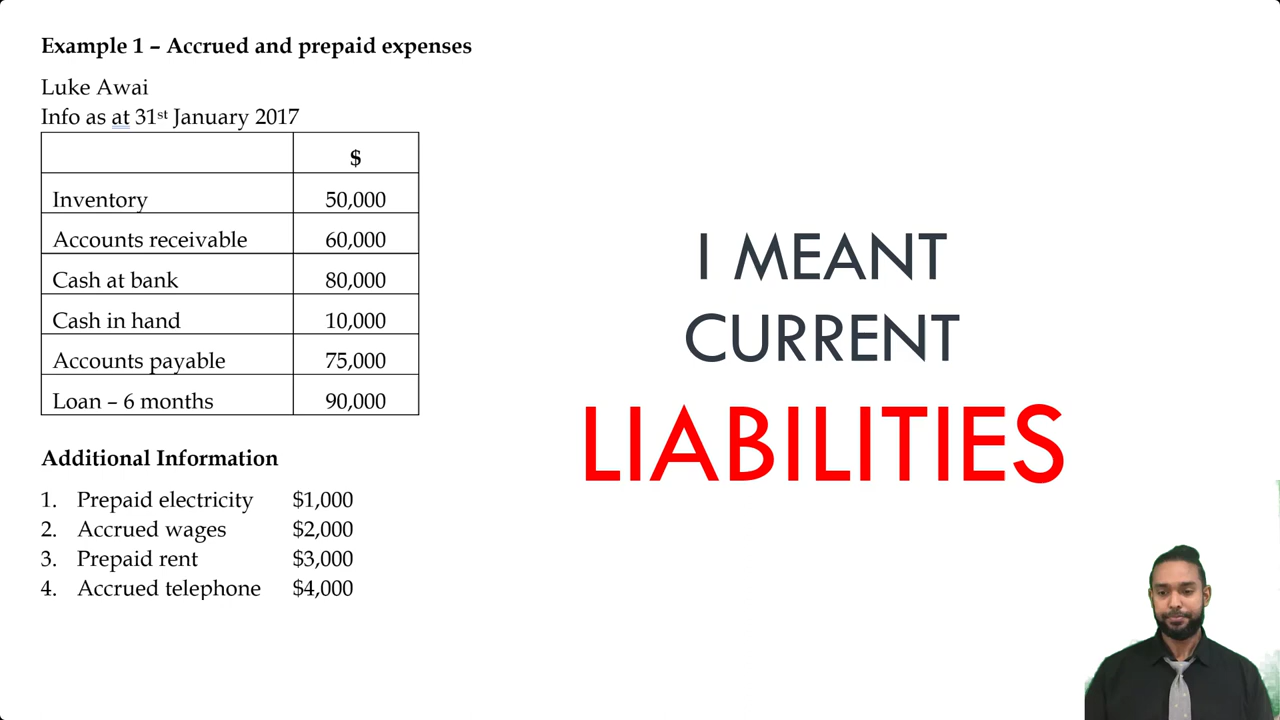 Example 1 – Accrued and prepaid expenses
Luke Awai
Info as at 31st January 2017
$
Inventory 50,000
Accounts receivable 60,000
Cash at bank 80,000
Cash in hand 10,000
Accounts payable 75,000
Loan – 6 months 90,000
Additional Information
1. Prepaid electricity $1,000
2. Accrued wages $2,000
3. Prepaid rent $3,000
4. Accrued telephone $4,000
I MEANT
CURRENT
LIABILITIES